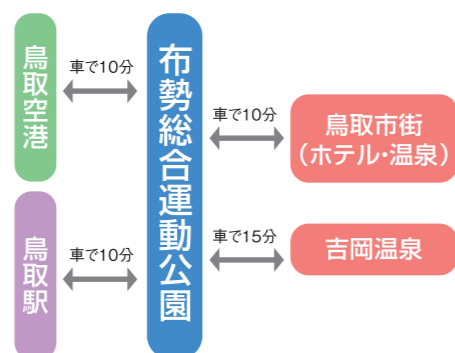 鳥取空港
車で10分
布勢総合運動公園
車で10分
鳥取市街
（ホテル・温泉）
鳥取駅
車で10分
車で15分
吉岡温泉